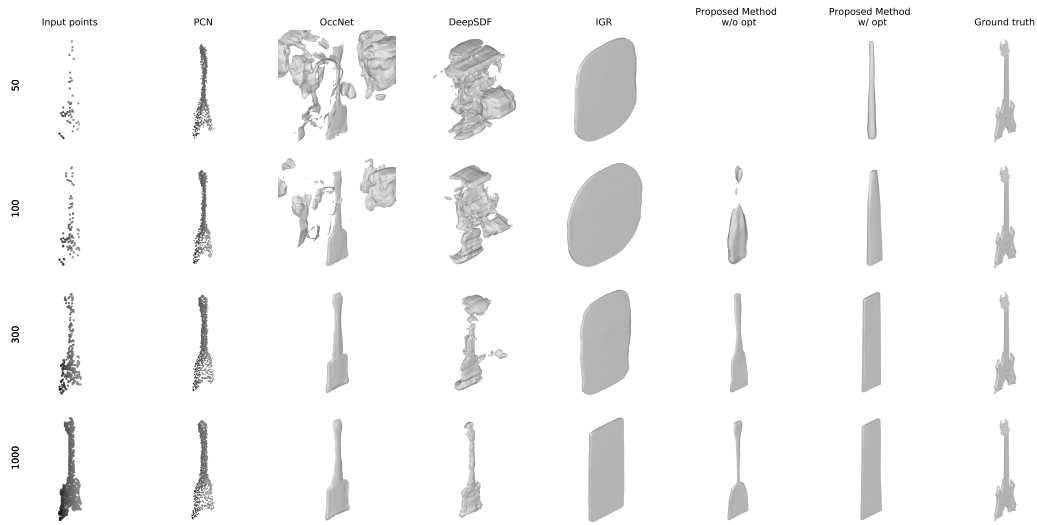 Input points
PCN
OccNet
DeepSDF
IGR
Proposed Method
w/o opt
Proposed Method
w/ opt
Ground truth
50
100
300
1000